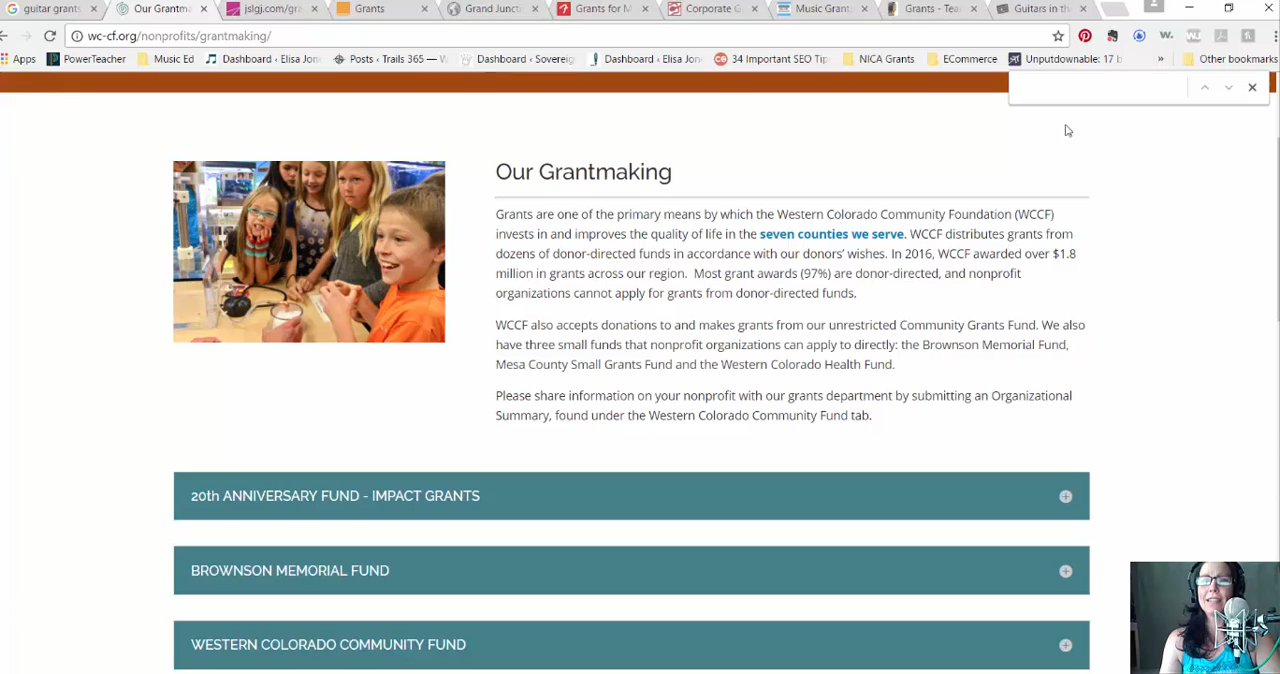 guitar grants
Our Grantma
jslgj.com/gra
Grants
Grand Junct
Grants for M
Corporate G
Music Grant
Grants - Tea
Guitars in th
wc-cf.org/nonprofits/grantmaking/
Apps
PowerTeacher
Music Ed
Dashboard ‹ Elisa Jon
Posts ‹ Trails 365 — W
Dashboard ‹ Sovereig
Dashboard ‹ Elisa Jon
34 Important SEO Tip
NICA Grants
ECommerce
Unputdownable: 17 b
»
Other bookmarks
Our Grantmaking
Grants are one of the primary means by which the Western Colorado Community Foundation (WCCF)
invests in and improves the quality of life in the seven counties we serve. WCCF distributes grants from
dozens of donor-directed funds in accordance with our donors’ wishes. In 2016, WCCF awarded over $1.8
million in grants across our region. Most grant awards (97%) are donor-directed, and nonprofit
organizations cannot apply for grants from donor-directed funds.
WCCF also accepts donations to and makes grants from our unrestricted Community Grants Fund. We also
have three small funds that nonprofit organizations can apply to directly: the Brownson Memorial Fund,
Mesa County Small Grants Fund and the Western Colorado Health Fund.
Please share information on your nonprofit with our grants department by submitting an Organizational
Summary, found under the Western Colorado Community Fund tab.
20th ANNIVERSARY FUND - IMPACT GRANTS
BROWNSON MEMORIAL FUND
WESTERN COLORADO COMMUNITY FUND